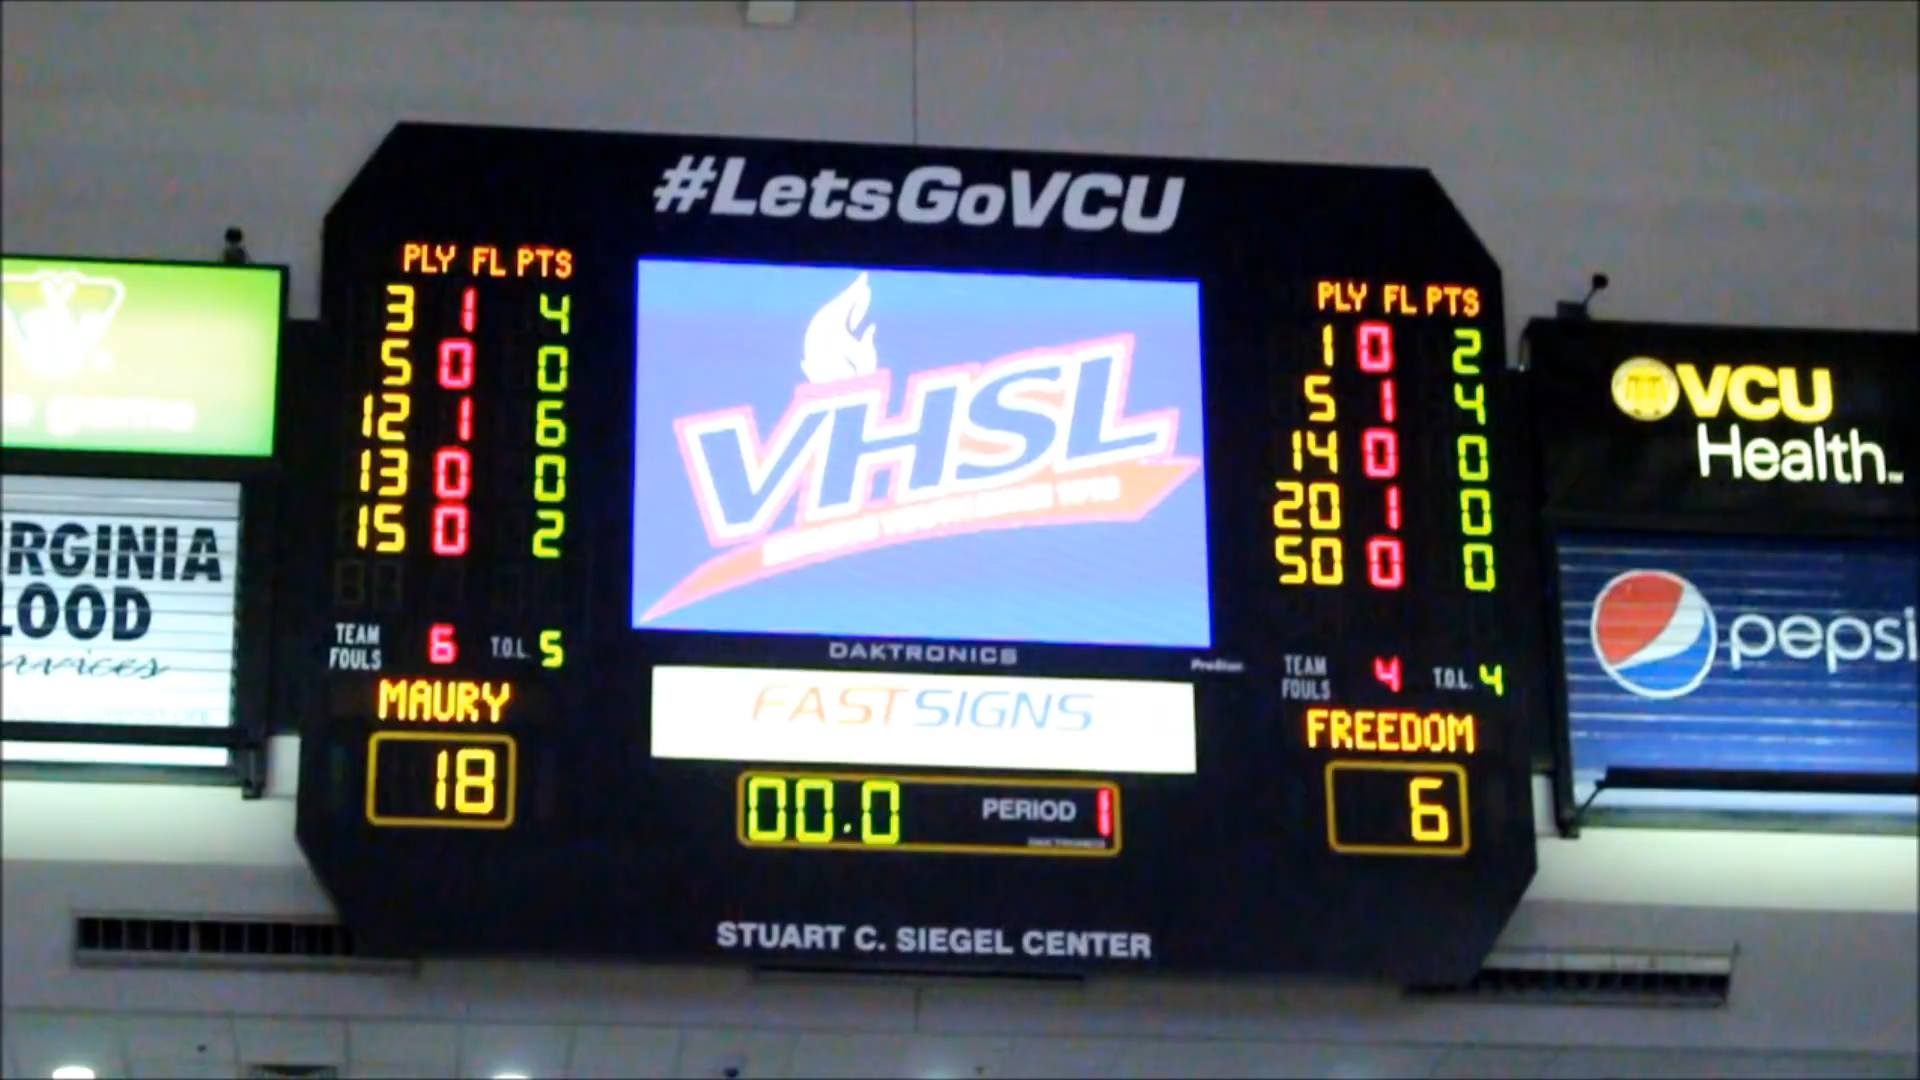 #LetsGoVCU
PLY FL PTS
3 1 4
5 0 0
12 1 6
13 0 0
15 0 2
TEAM FOULS 6 T.O.L. 5
MAURY
18
VHSL
DAKTRONICS
FASTSIGNS
00.0 PERIOD 1
DAKTRONICS
PLY FL PTS
1 0 2
5 1 4
14 0 0
20 1 0
50 0 0
TEAM FOULS 4 T.O.L. 4
FREEDOM
6
STUART C. SIEGEL CENTER
RGINIA
LOOD
VCU
Health
pepsi